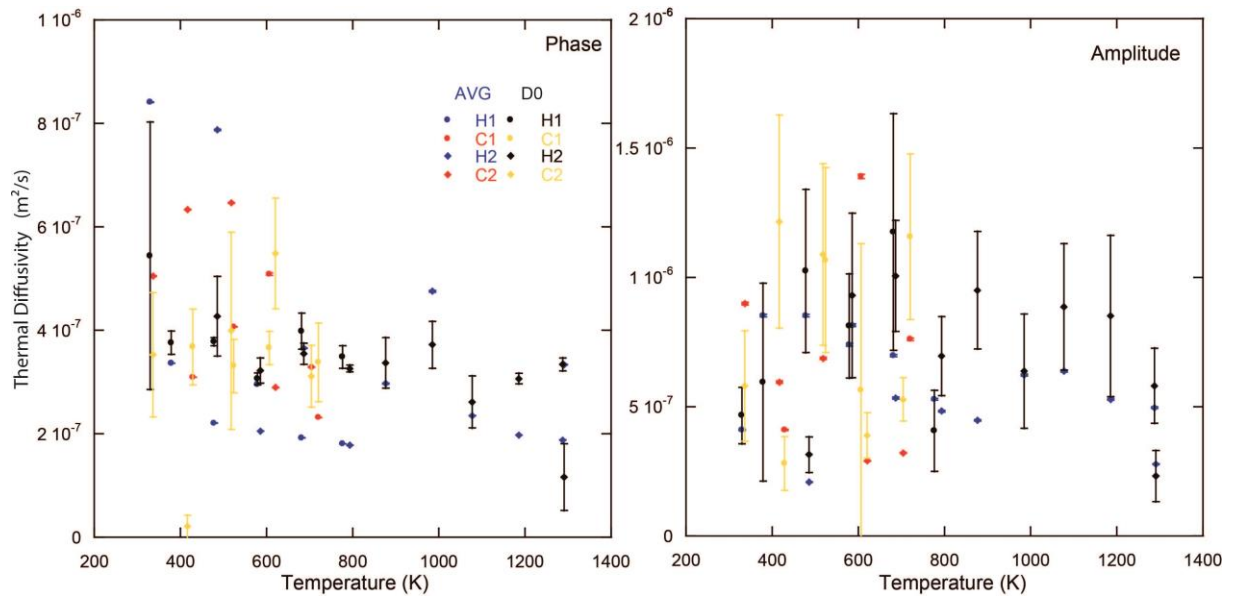 1 10⁻⁶
8 10⁻⁷
6 10⁻⁷
4 10⁻⁷
2 10⁻⁷
0
Thermal Diffusivity (m²/s)
Phase
AVG D0
H1 H1
C1 C1
H2 H2
C2 C2
200 400 600 800 1000 1200 1400
Temperature (K)
2 10⁻⁶
1.5 10⁻⁶
1 10⁻⁶
5 10⁻⁷
0
Amplitude
200 400 600 800 1000 1200 1400
Temperature (K)